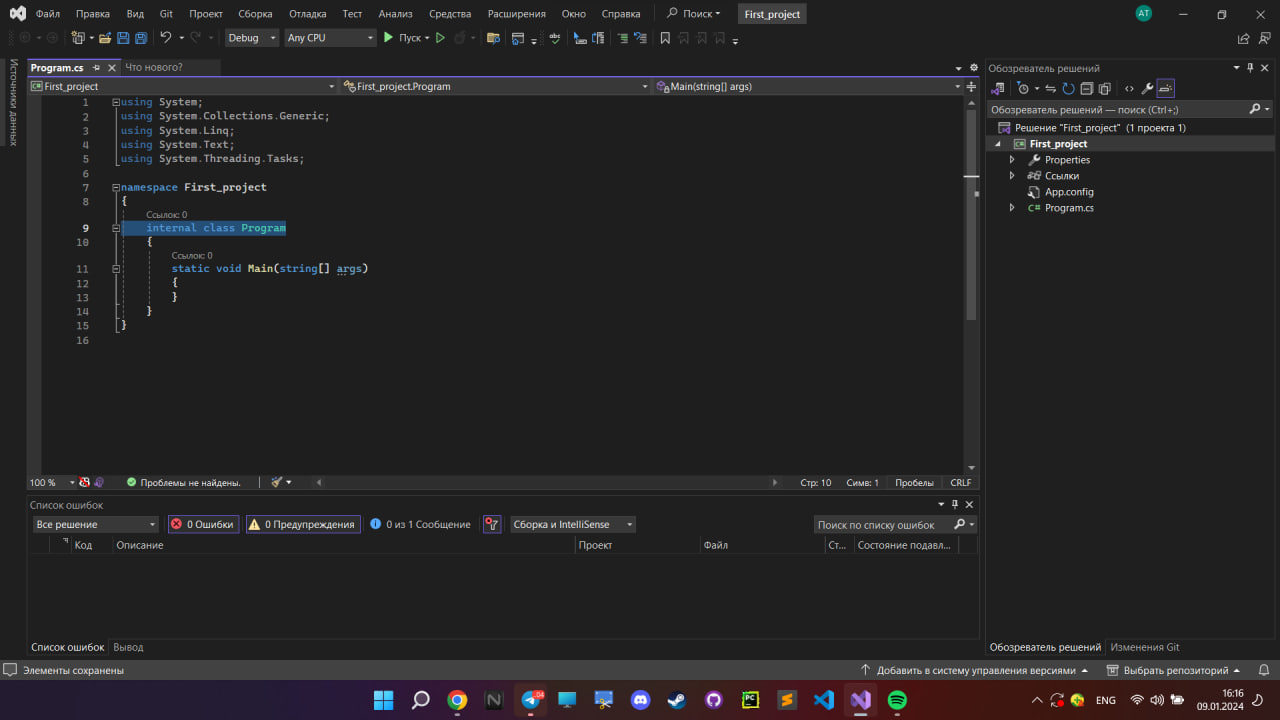 Файл Правка Вид Git Проект Сборка Отладка Тест Анализ Средства Расширения Окно Справка Поиск First_project AT
Debug Any CPU Пуск
Источники данных
Program.cs Что нового?
First_project First_project.Program Main(string[] args)
1 using System;
2 using System.Collections.Generic;
3 using System.Linq;
4 using System.Text;
5 using System.Threading.Tasks;
6
7 namespace First_project
8 {
Ссылок: 0
9 internal class Program
10 {
Ссылок: 0
11 static void Main(string[] args)
12 {
13 }
14 }
15 }
16
100 % Проблемы не найдены. Стр: 10 Симв: 1 Пробелы CRLF
Список ошибок
Все решение 0 Ошибки 0 Предупреждения 0 из 1 Сообщение Сборка и IntelliSense Поиск по списку ошибок
Код Описание Проект Файл Ст... Состояние подавл...
Список ошибок Вывод
Обозреватель решений
Обозреватель решений — поиск (Ctrl+;)
Решение "First_project" (1 проекта 1)
First_project
Properties
Ссылки
App.config
C# Program.cs
Обозреватель решений Изменения Git
Элементы сохранены Добавить в систему управления версиями Выбрать репозиторий
04 PC ENG 16:16
09.01.2024